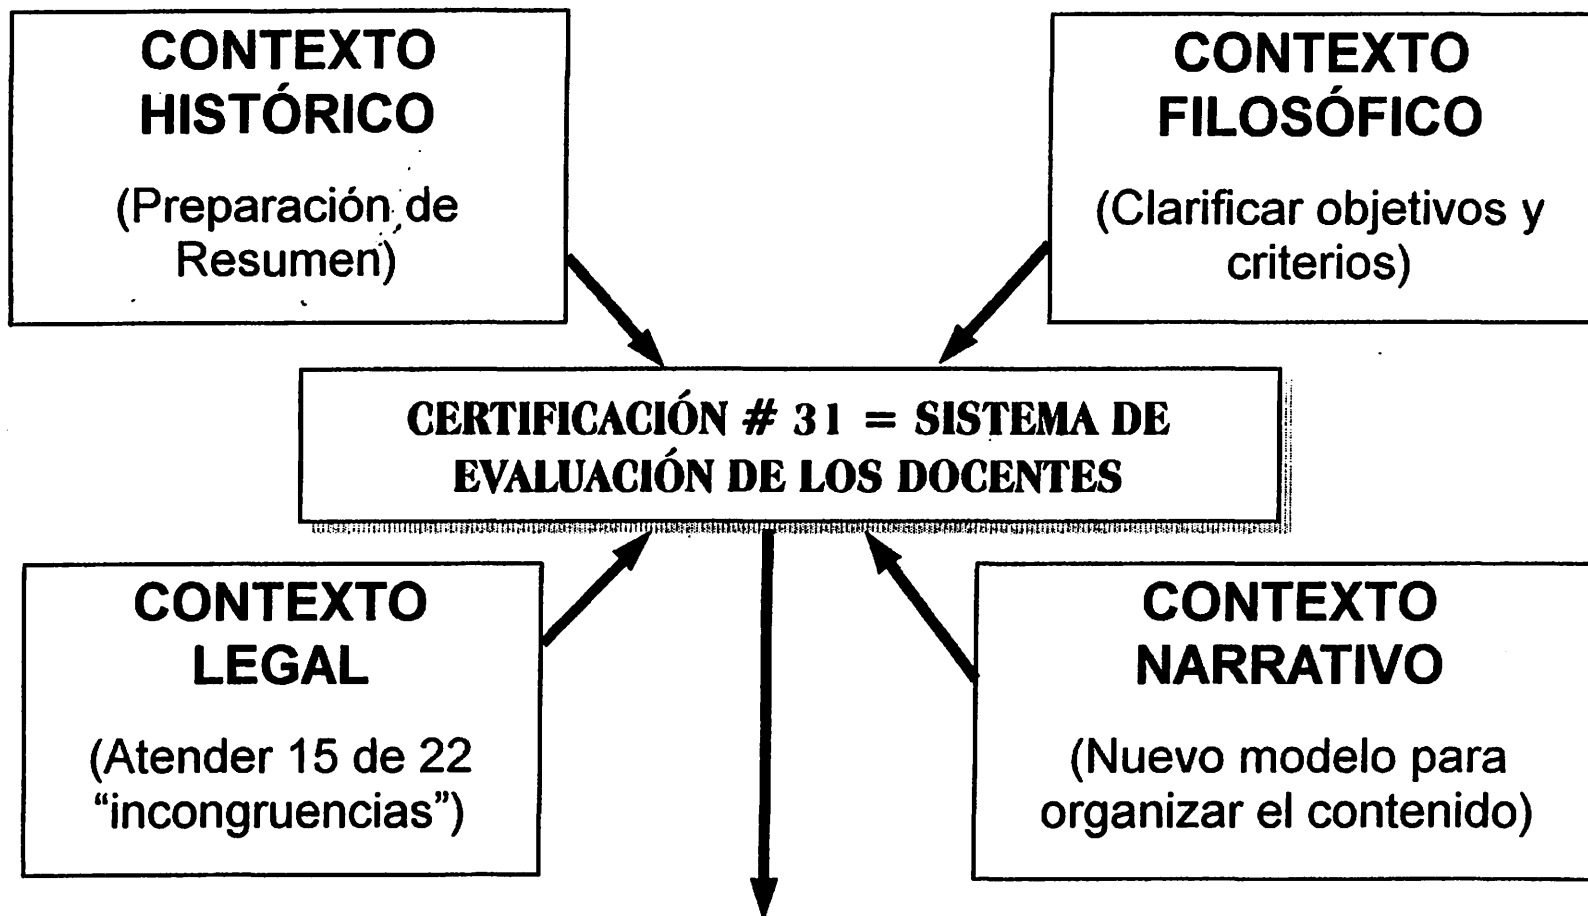 CONTEXTO
HISTÓRICO
(Preparación de
Resumen)
CONTEXTO
FILOSÓFICO
(Clarificar objetivos y
criterios)
CERTIFICACIÓN # 31 = SISTEMA DE
EVALUACIÓN DE LOS DOCENTES
CONTEXTO
LEGAL
(Atender 15 de 22
“incongruencias”)
CONTEXTO
NARRATIVO
(Nuevo modelo para
organizar el contenido)